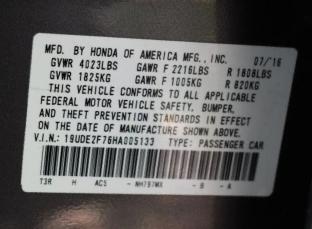 MFD. BY HONDA OF AMERICA MFG., INC. 07/16
GVWR 4023LBS GAWR F 2216LBS R 1808LBS
GVWR 1825KG GAWR F 1005KG R 820KG
THIS VEHICLE CONFORMS TO ALL APPLICABLE
FEDERAL MOTOR VEHICLE SAFETY, BUMPER,
AND THEFT PREVENTION STANDARDS IN EFFECT
ON THE DATE OF MANUFACTURE SHOWN ABOVE.
V.I.N.: 19UDE2F76HA005133 TYPE: PASSENGER CAR
T3R H AC5 - NH797MX - B - A